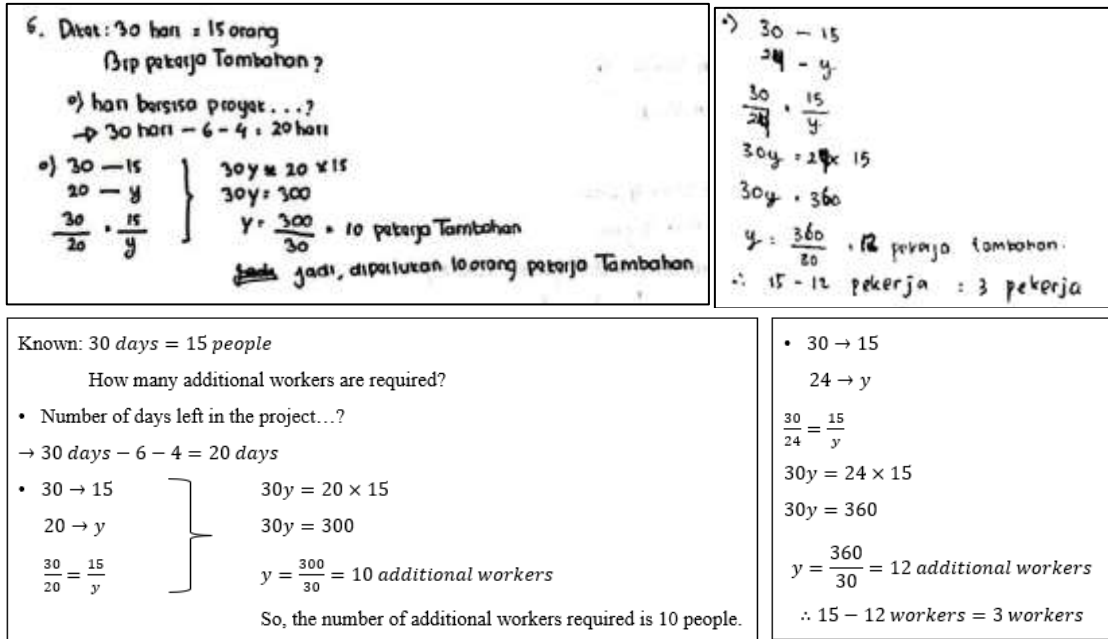 6. Diket: 30 hari = 15 orang
Brp pekerja Tambahan?
•) hari bersisa proyek...?
→ 30 hari - 6 - 4 = 20 hari
•) 30 — 15
20 — y
30/20 = 15/y
30y = 20 × 15
30y = 300
y = 300/30 = 10 pekerja Tambahan
jadi, diperlukan 10 orang pekerja Tambahan
•) 30 - 15
24 - y
30/24 = 15/y
30y = 24 × 15
30y = 360
y = 360/30 = 12 pekerja tambahan.
∴ 15 - 12 pekerja = 3 pekerja
Known: 30 days = 15 people
How many additional workers are required?
• Number of days left in the project…?
→ 30 days − 6 − 4 = 20 days
• 30 → 15
20 → y
30/20 = 15/y
30y = 20 × 15
30y = 300
y = 300/30 = 10 additional workers
So, the number of additional workers required is 10 people.
• 30 → 15
24 → y
30/24 = 15/y
30y = 24 × 15
30y = 360
y = 360/30 = 12 additional workers
∴ 15 − 12 workers = 3 workers